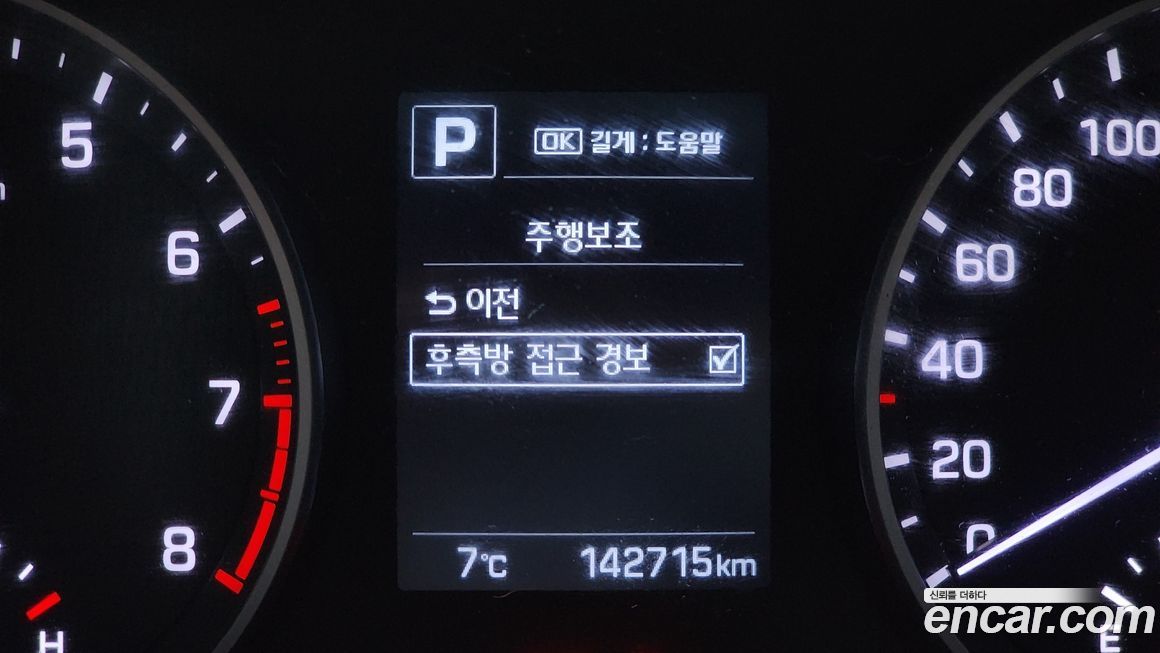 P
OK 길게 : 도움말
주행보조
이전
후측방 접근 경보
7℃ 142715km
5
6
7
8
H
100
80
60
40
20
0
E
신뢰를 더하다
encar.com